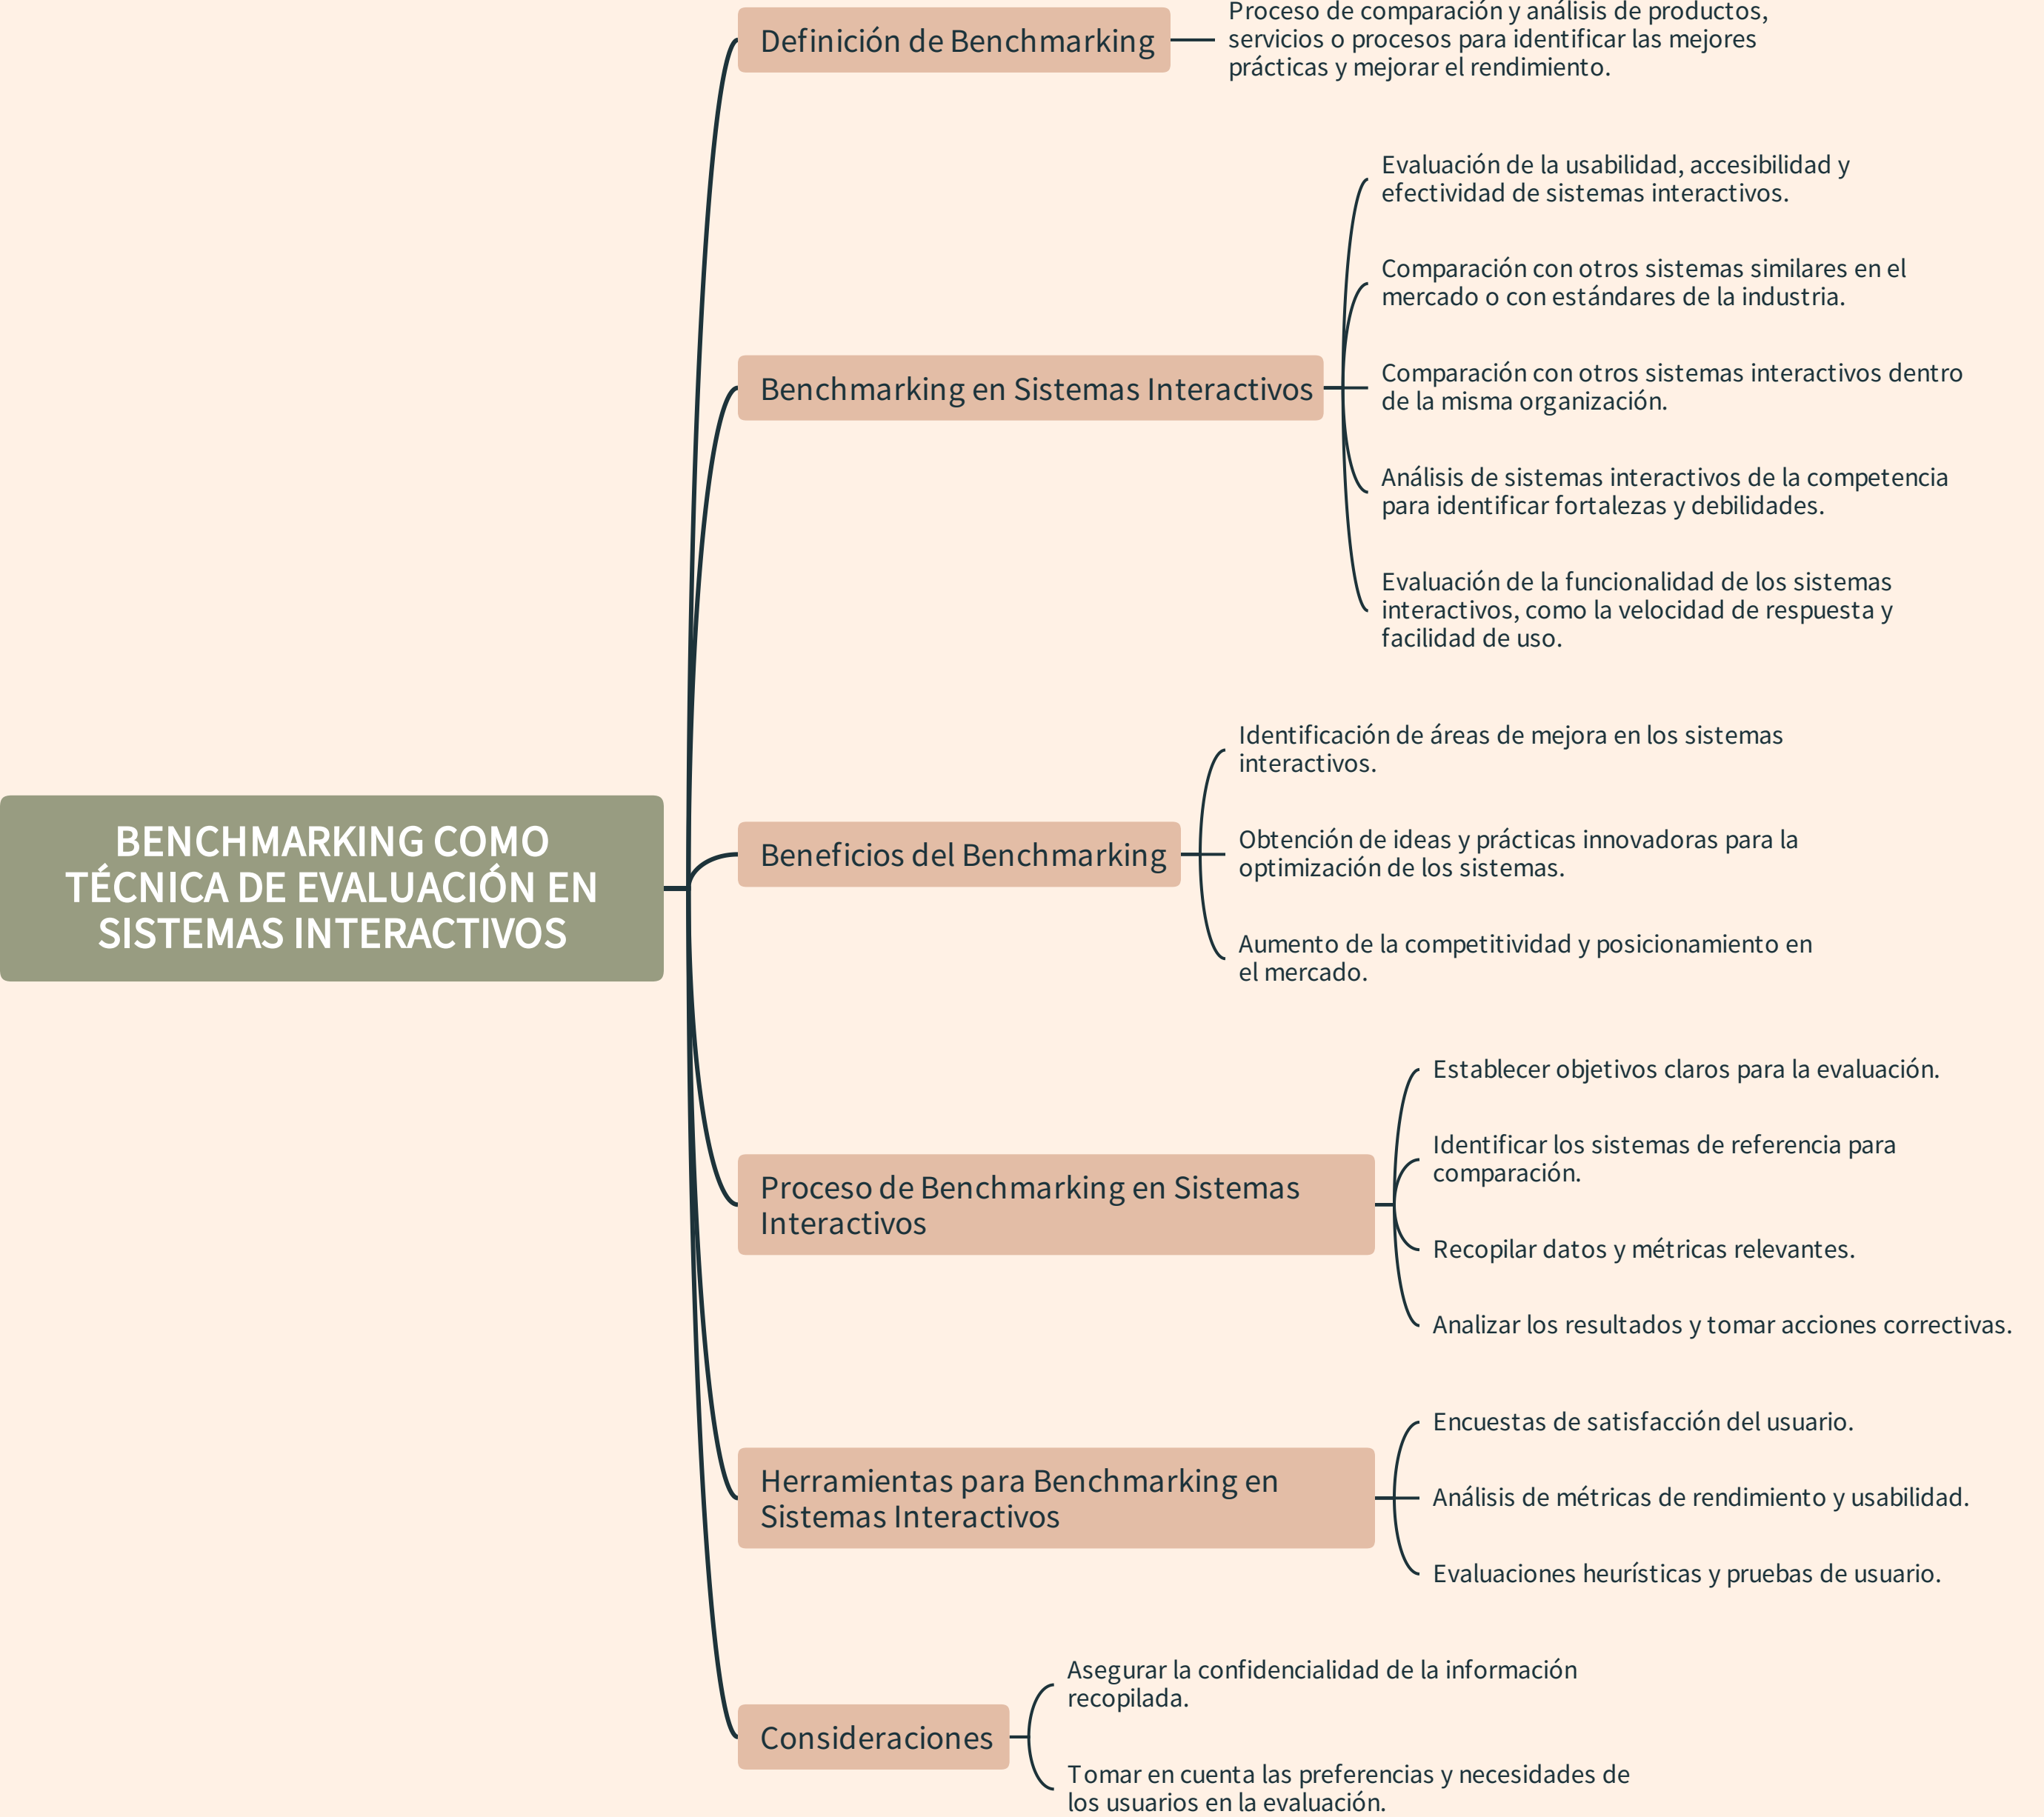 Definición de Benchmarking
Proceso de comparación y análisis de productos,
servicios o procesos para identificar las mejores
prácticas y mejorar el rendimiento.
Benchmarking en Sistemas Interactivos
Evaluación de la usabilidad, accesibilidad y
efectividad de sistemas interactivos.
Comparación con otros sistemas similares en el
mercado o con estándares de la industria.
Comparación con otros sistemas interactivos dentro
de la misma organización.
Análisis de sistemas interactivos de la competencia
para identificar fortalezas y debilidades.
Evaluación de la funcionalidad de los sistemas
interactivos, como la velocidad de respuesta y
facilidad de uso.
BENCHMARKING COMO
TÉCNICA DE EVALUACIÓN EN
SISTEMAS INTERACTIVOS
Beneficios del Benchmarking
Identificación de áreas de mejora en los sistemas
interactivos.
Obtención de ideas y prácticas innovadoras para la
optimización de los sistemas.
Aumento de la competitividad y posicionamiento en
el mercado.
Proceso de Benchmarking en Sistemas
Interactivos
Establecer objetivos claros para la evaluación.
Identificar los sistemas de referencia para
comparación.
Recopilar datos y métricas relevantes.
Analizar los resultados y tomar acciones correctivas.
Herramientas para Benchmarking en
Sistemas Interactivos
Encuestas de satisfacción del usuario.
Análisis de métricas de rendimiento y usabilidad.
Evaluaciones heurísticas y pruebas de usuario.
Consideraciones
Asegurar la confidencialidad de la información
recopilada.
Tomar en cuenta las preferencias y necesidades de
los usuarios en la evaluación.